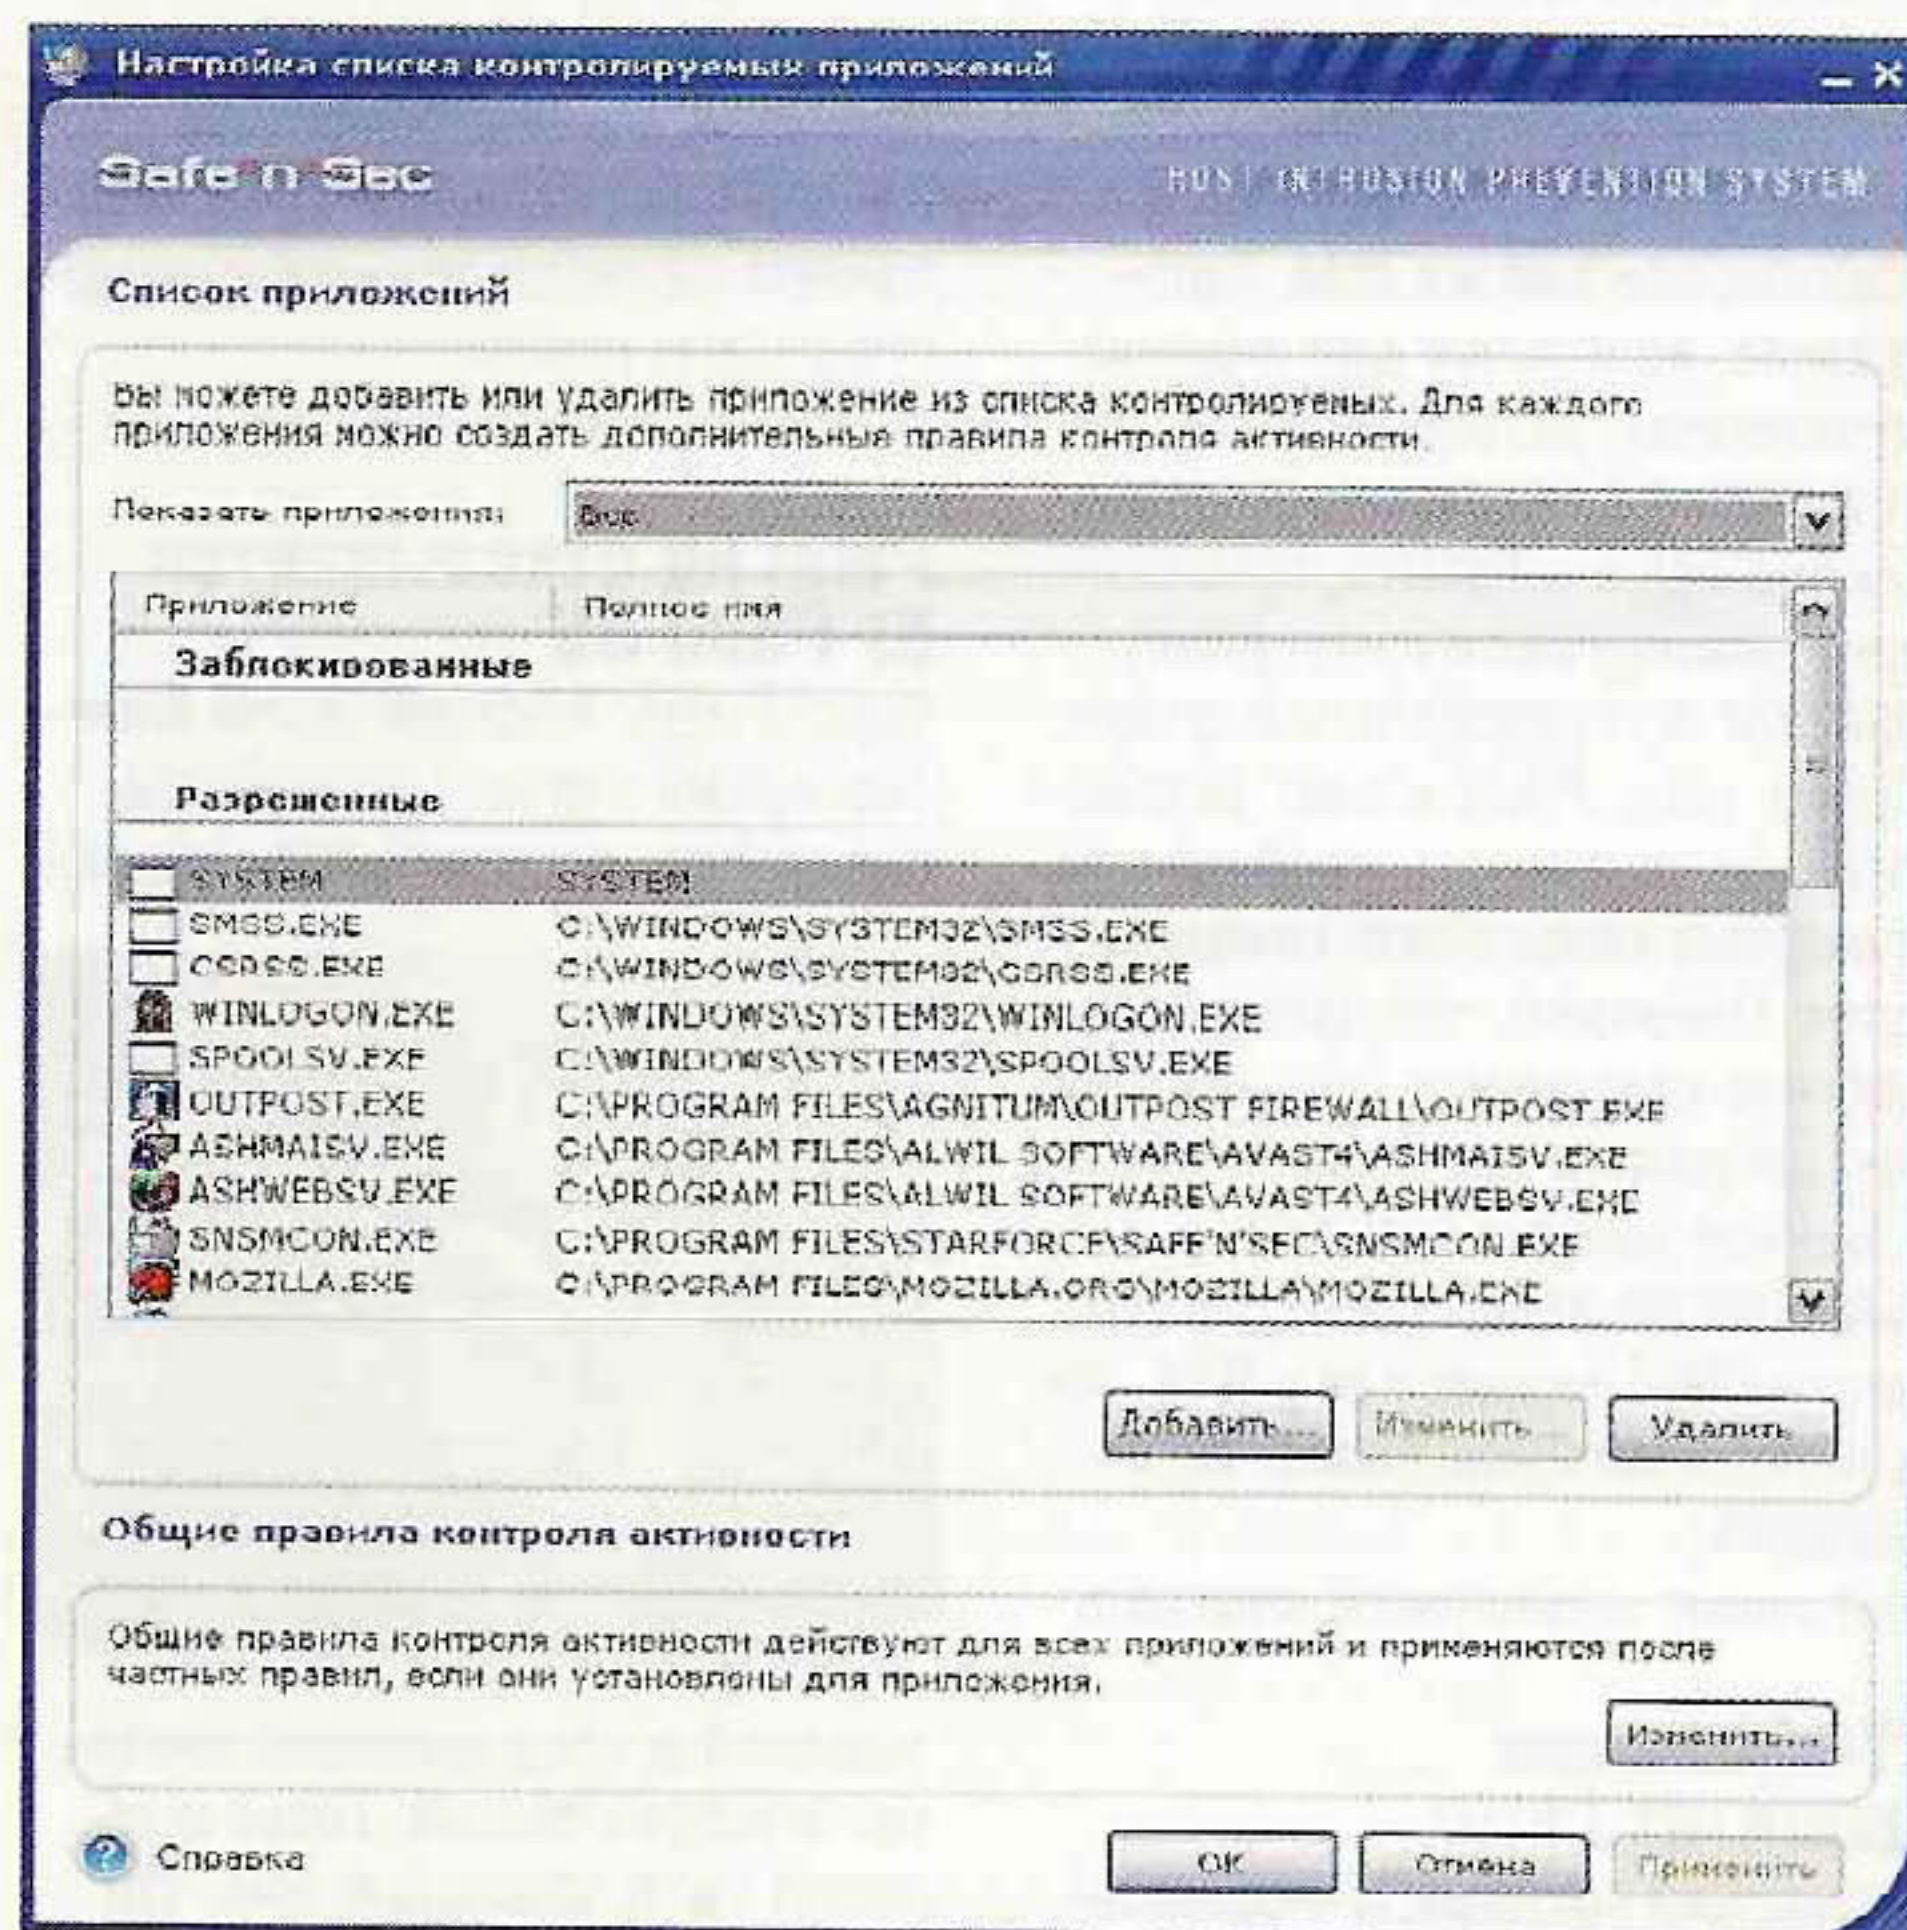 Настройка списка контролируемых приложений
Safe'n'Sec
HOST INTRUSION PREVENTION SYSTEM
Список приложений
Вы можете добавить или удалить приложение из списка контролируемых. Для каждого
приложения можно создать дополнительные правила контроля активности.
Показать приложения: Все
Приложение Полное имя
Заблокированные
Разрешенные
SYSTEM SYSTEM
SMSS.EXE C:\WINDOWS\SYSTEM32\SMSS.EXE
CSRSS.EXE C:\WINDOWS\SYSTEM32\CSRSS.EXE
WINLOGON.EXE C:\WINDOWS\SYSTEM32\WINLOGON.EXE
SPOOLSV.EXE C:\WINDOWS\SYSTEM32\SPOOLSV.EXE
OUTPOST.EXE C:\PROGRAM FILES\AGNITUM\OUTPOST FIREWALL\OUTPOST.EXE
ASHMAISV.EXE C:\PROGRAM FILES\ALWIL SOFTWARE\AVAST4\ASHMAISV.EXE
ASHWEBSV.EXE C:\PROGRAM FILES\ALWIL SOFTWARE\AVAST4\ASHWEBSV.EXE
SNSMCON.EXE C:\PROGRAM FILES\STARFORCE\SAFE'N'SEC\SNSMCON.EXE
MOZILLA.EXE C:\PROGRAM FILES\MOZILLA.ORG\MOZILLA\MOZILLA.EXE
Добавить... Изменить... Удалить
Общие правила контроля активности
Общие правила контроля активности действуют для всех приложений и применяются после
частных правил, если они установлены для приложения.
Изменить...
Справка OK Отмена Применить